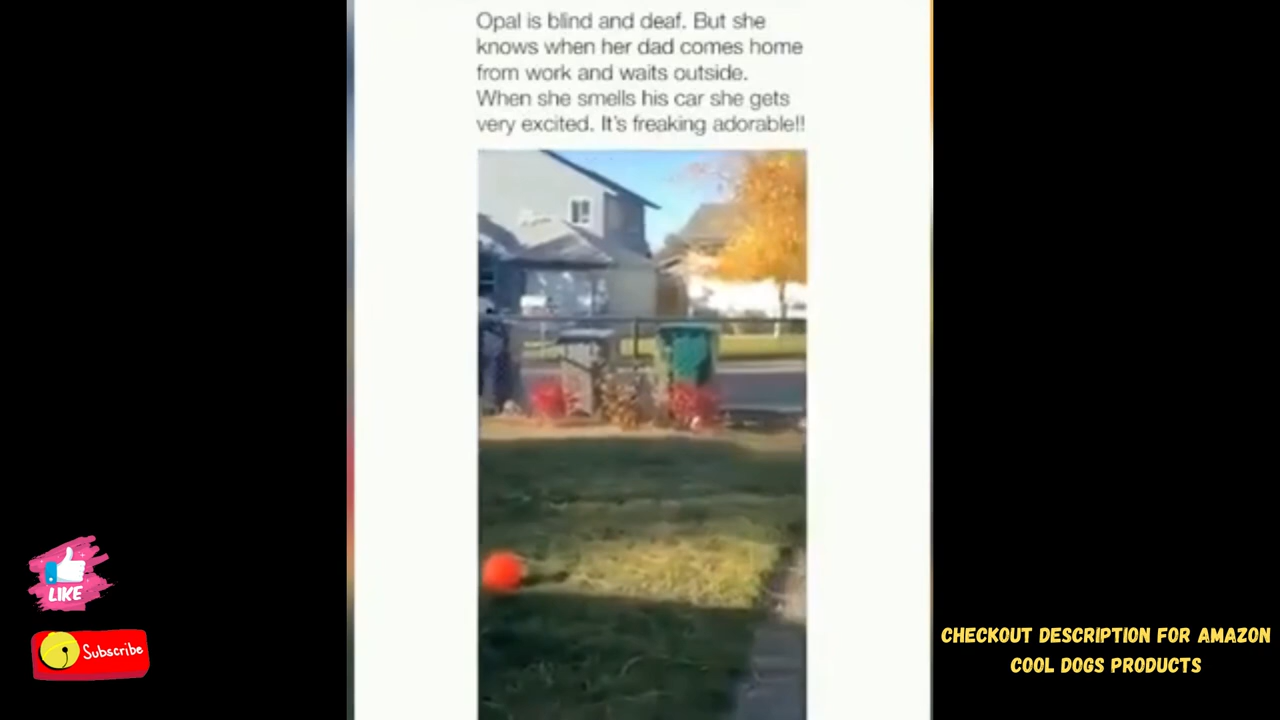 Opal is blind and deaf. But she
knows when her dad comes home
from work and waits outside.
When she smells his car she gets
very excited. It's freaking adorable!!
LIKE
Subscribe
CHECKOUT DESCRIPTION FOR AMAZON
COOL DOGS PRODUCTS